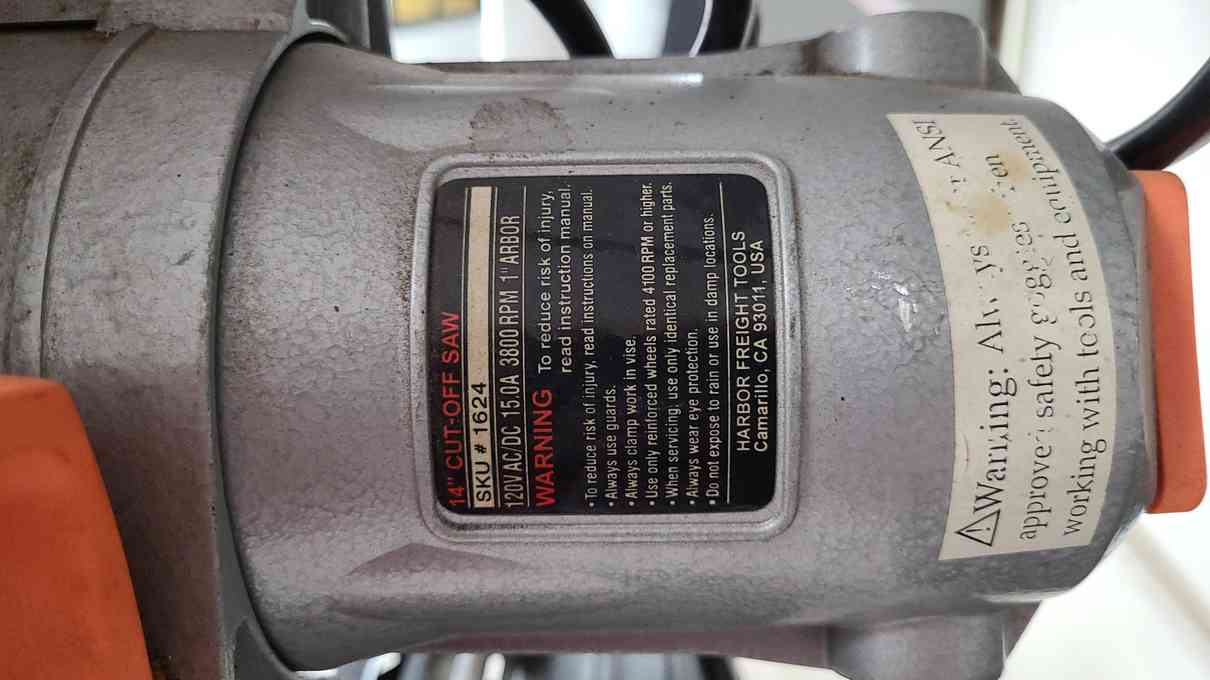 14" CUT-OFF SAW
SKU # 1624
120V AC/DC 15.0A 3800 RPM 1" ARBOR
WARNING To reduce risk of injury,
read instruction manual.
• To reduce risk of injury, read instructions on manual.
• Always use guards.
• Always clamp work in vise.
• Use only reinforced wheels rated 4100RPM or higher.
• When servicing, use only identical replacement parts.
• Always wear eye protection.
• Do not expose to rain or use in damp locations.
HARBOR FREIGHT TOOLS
Camarillo, CA 93011, USA
⚠Warning: ANSI
safety
working with tools and equipment.